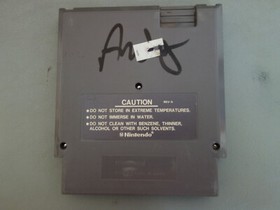 Andy
CAUTION
●DO NOT STORE IN EXTREME TEMPERATURES.
●DO NOT IMMERSE IN WATER.
●DO NOT CLEAN WITH BENZENE, THINNER,
ALCOHOL OR OTHER SUCH SOLVENTS.
Nintendo